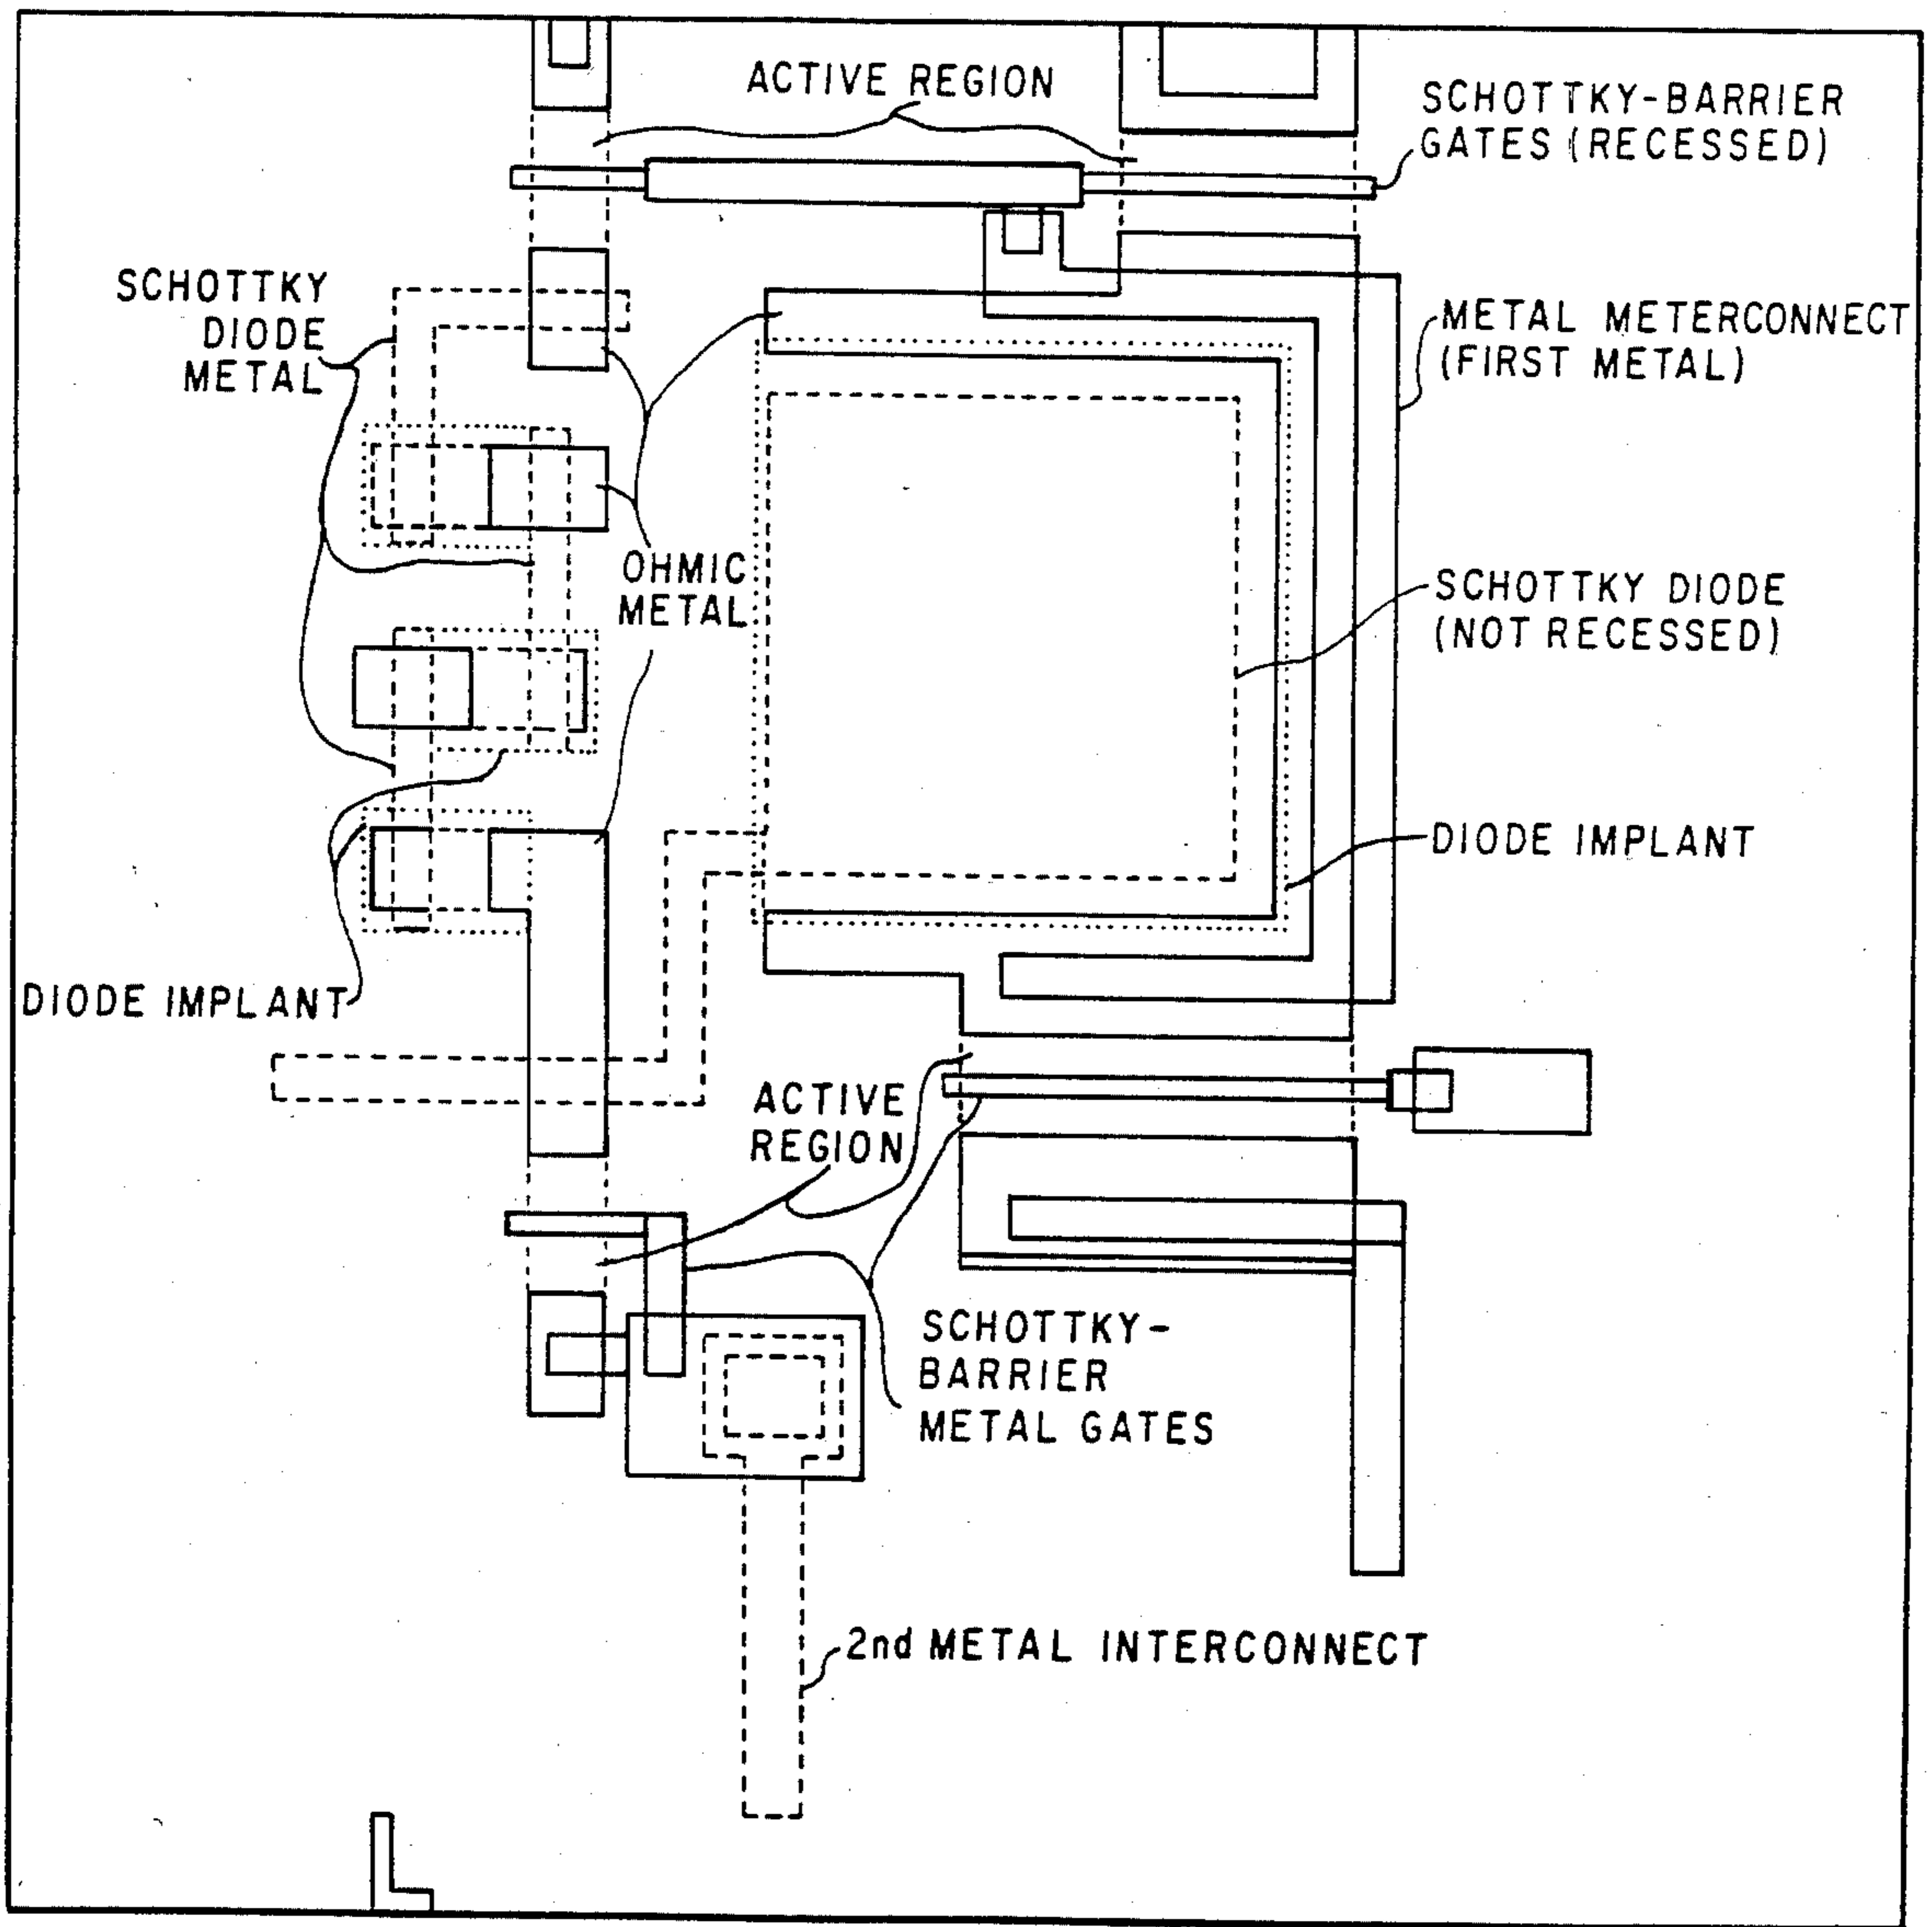 ACTIVE REGION
SCHOTTKY-BARRIER
GATES (RECESSED)
SCHOTTKY
DIODE
METAL
METAL METERCONNECT
(FIRST METAL)
OHMIC
METAL
SCHOTTKY DIODE
(NOT RECESSED)
DIODE IMPLANT
DIODE IMPLANT
ACTIVE
REGION
SCHOTTKY-
BARRIER
METAL GATES
2nd METAL INTERCONNECT